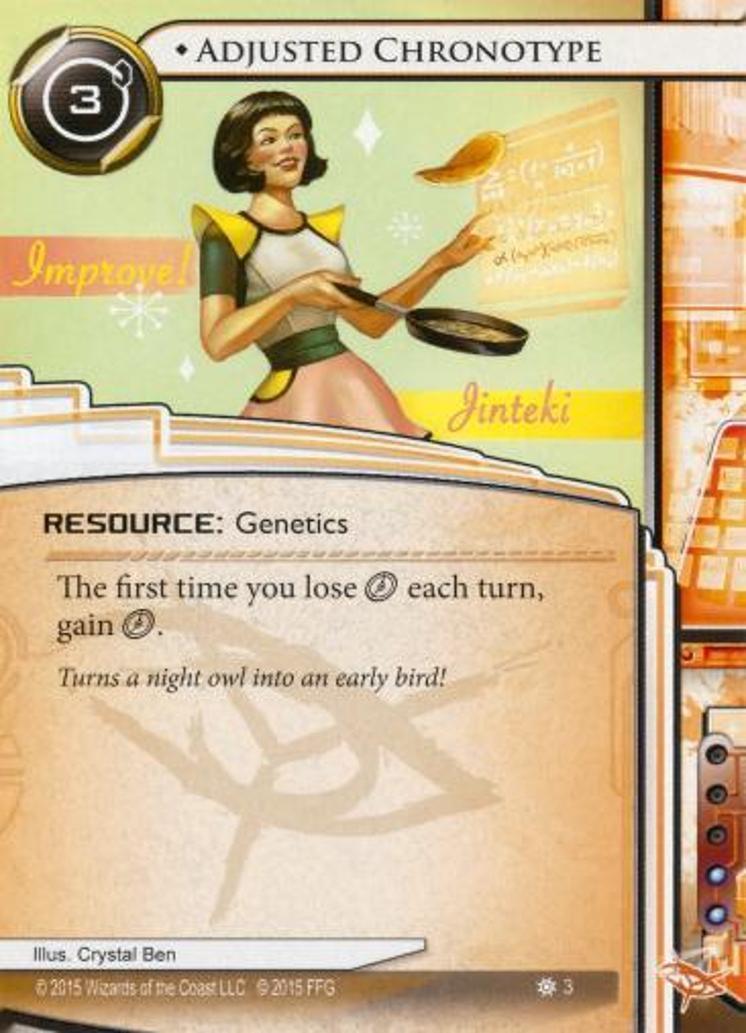 • ADJUSTED CHRONOTYPE
3
Improve!
Jinteki
RESOURCE: Genetics
The first time you lose each turn,
gain .
Turns a night owl into an early bird!
Illus. Crystal Ben
© 2015 Wizards of the Coast LLC © 2015 FFG
3